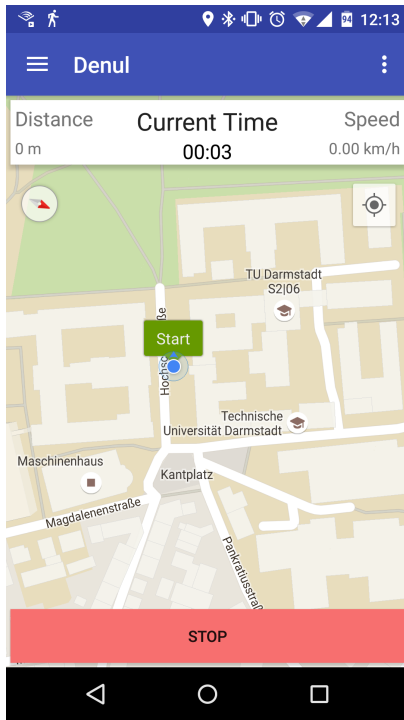 94 12:13
Denul
Distance Current Time Speed
0 m 00:03 0.00 km/h
TU Darmstadt
S2|06
Start
Technische
Universität Darmstadt
Maschinenhaus
Kantplatz
Magdalenenstraße
STOP